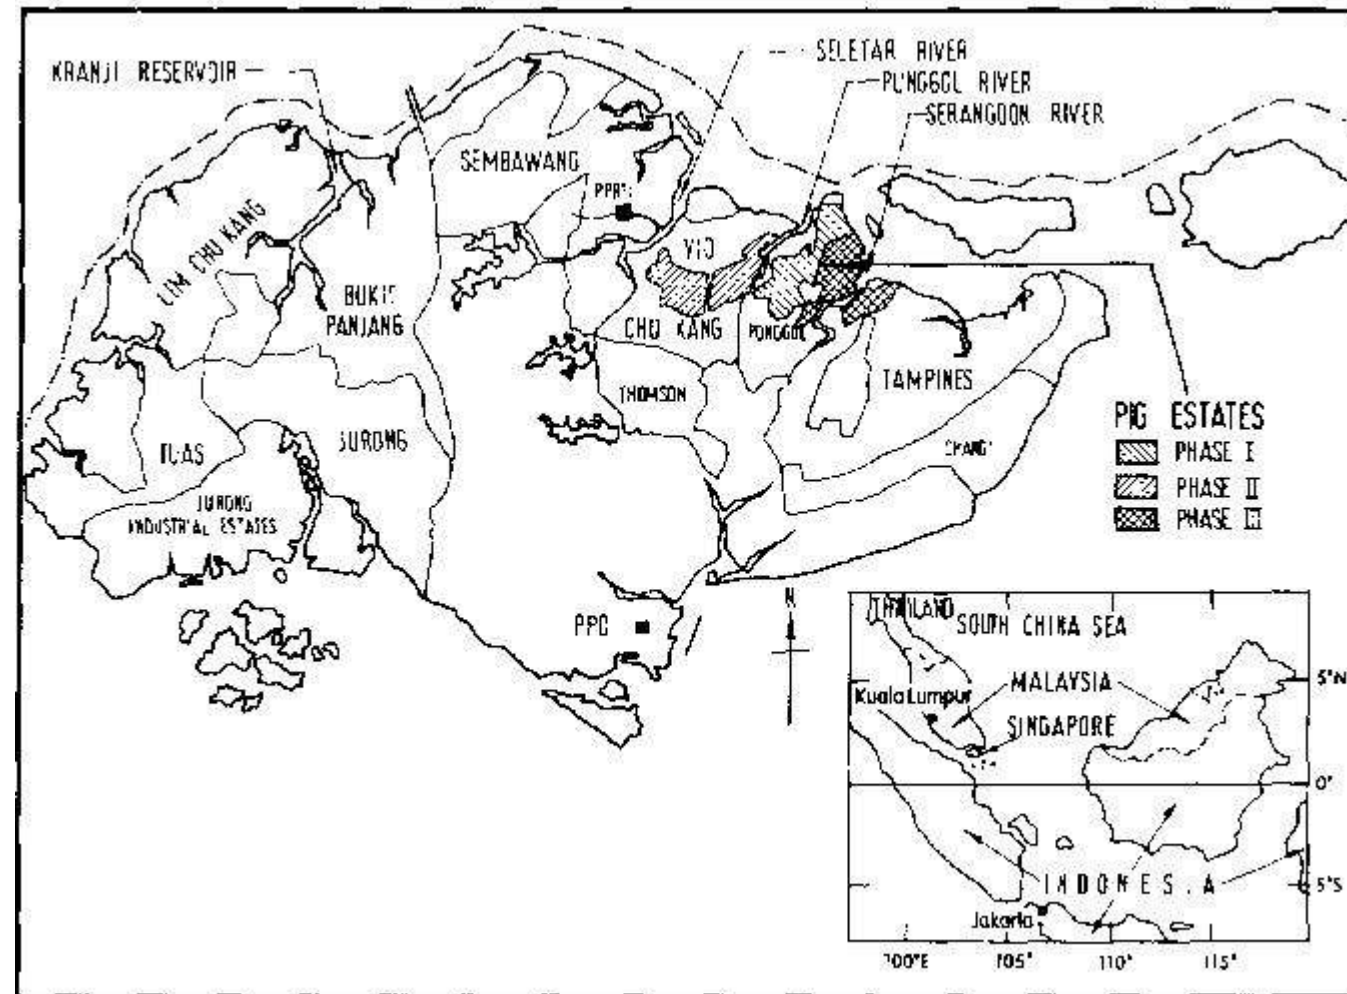 SELETAR RIVER
KRANJI RESERVOIR
PUNGGOL RIVER
SERANGOON RIVER
SEMBAWANG
LIM CHU KANG
YIO
BUKIT
PANJANG
CHU KANG
PONGGOL
TAMPINES
THOMSON
PIG ESTATES
TUAS
JURONG
CHANGI
PHASE I
PHASE II
PHASE III
JURONG
INDUSTRIAL ESTATES
N
PPC
THAILAND
SOUTH CHINA SEA
MALAYSIA
5°N
Kuala Lumpur
SINGAPORE
0°
INDONESIA
5°S
Jakarta
100°E 105° 110° 115°